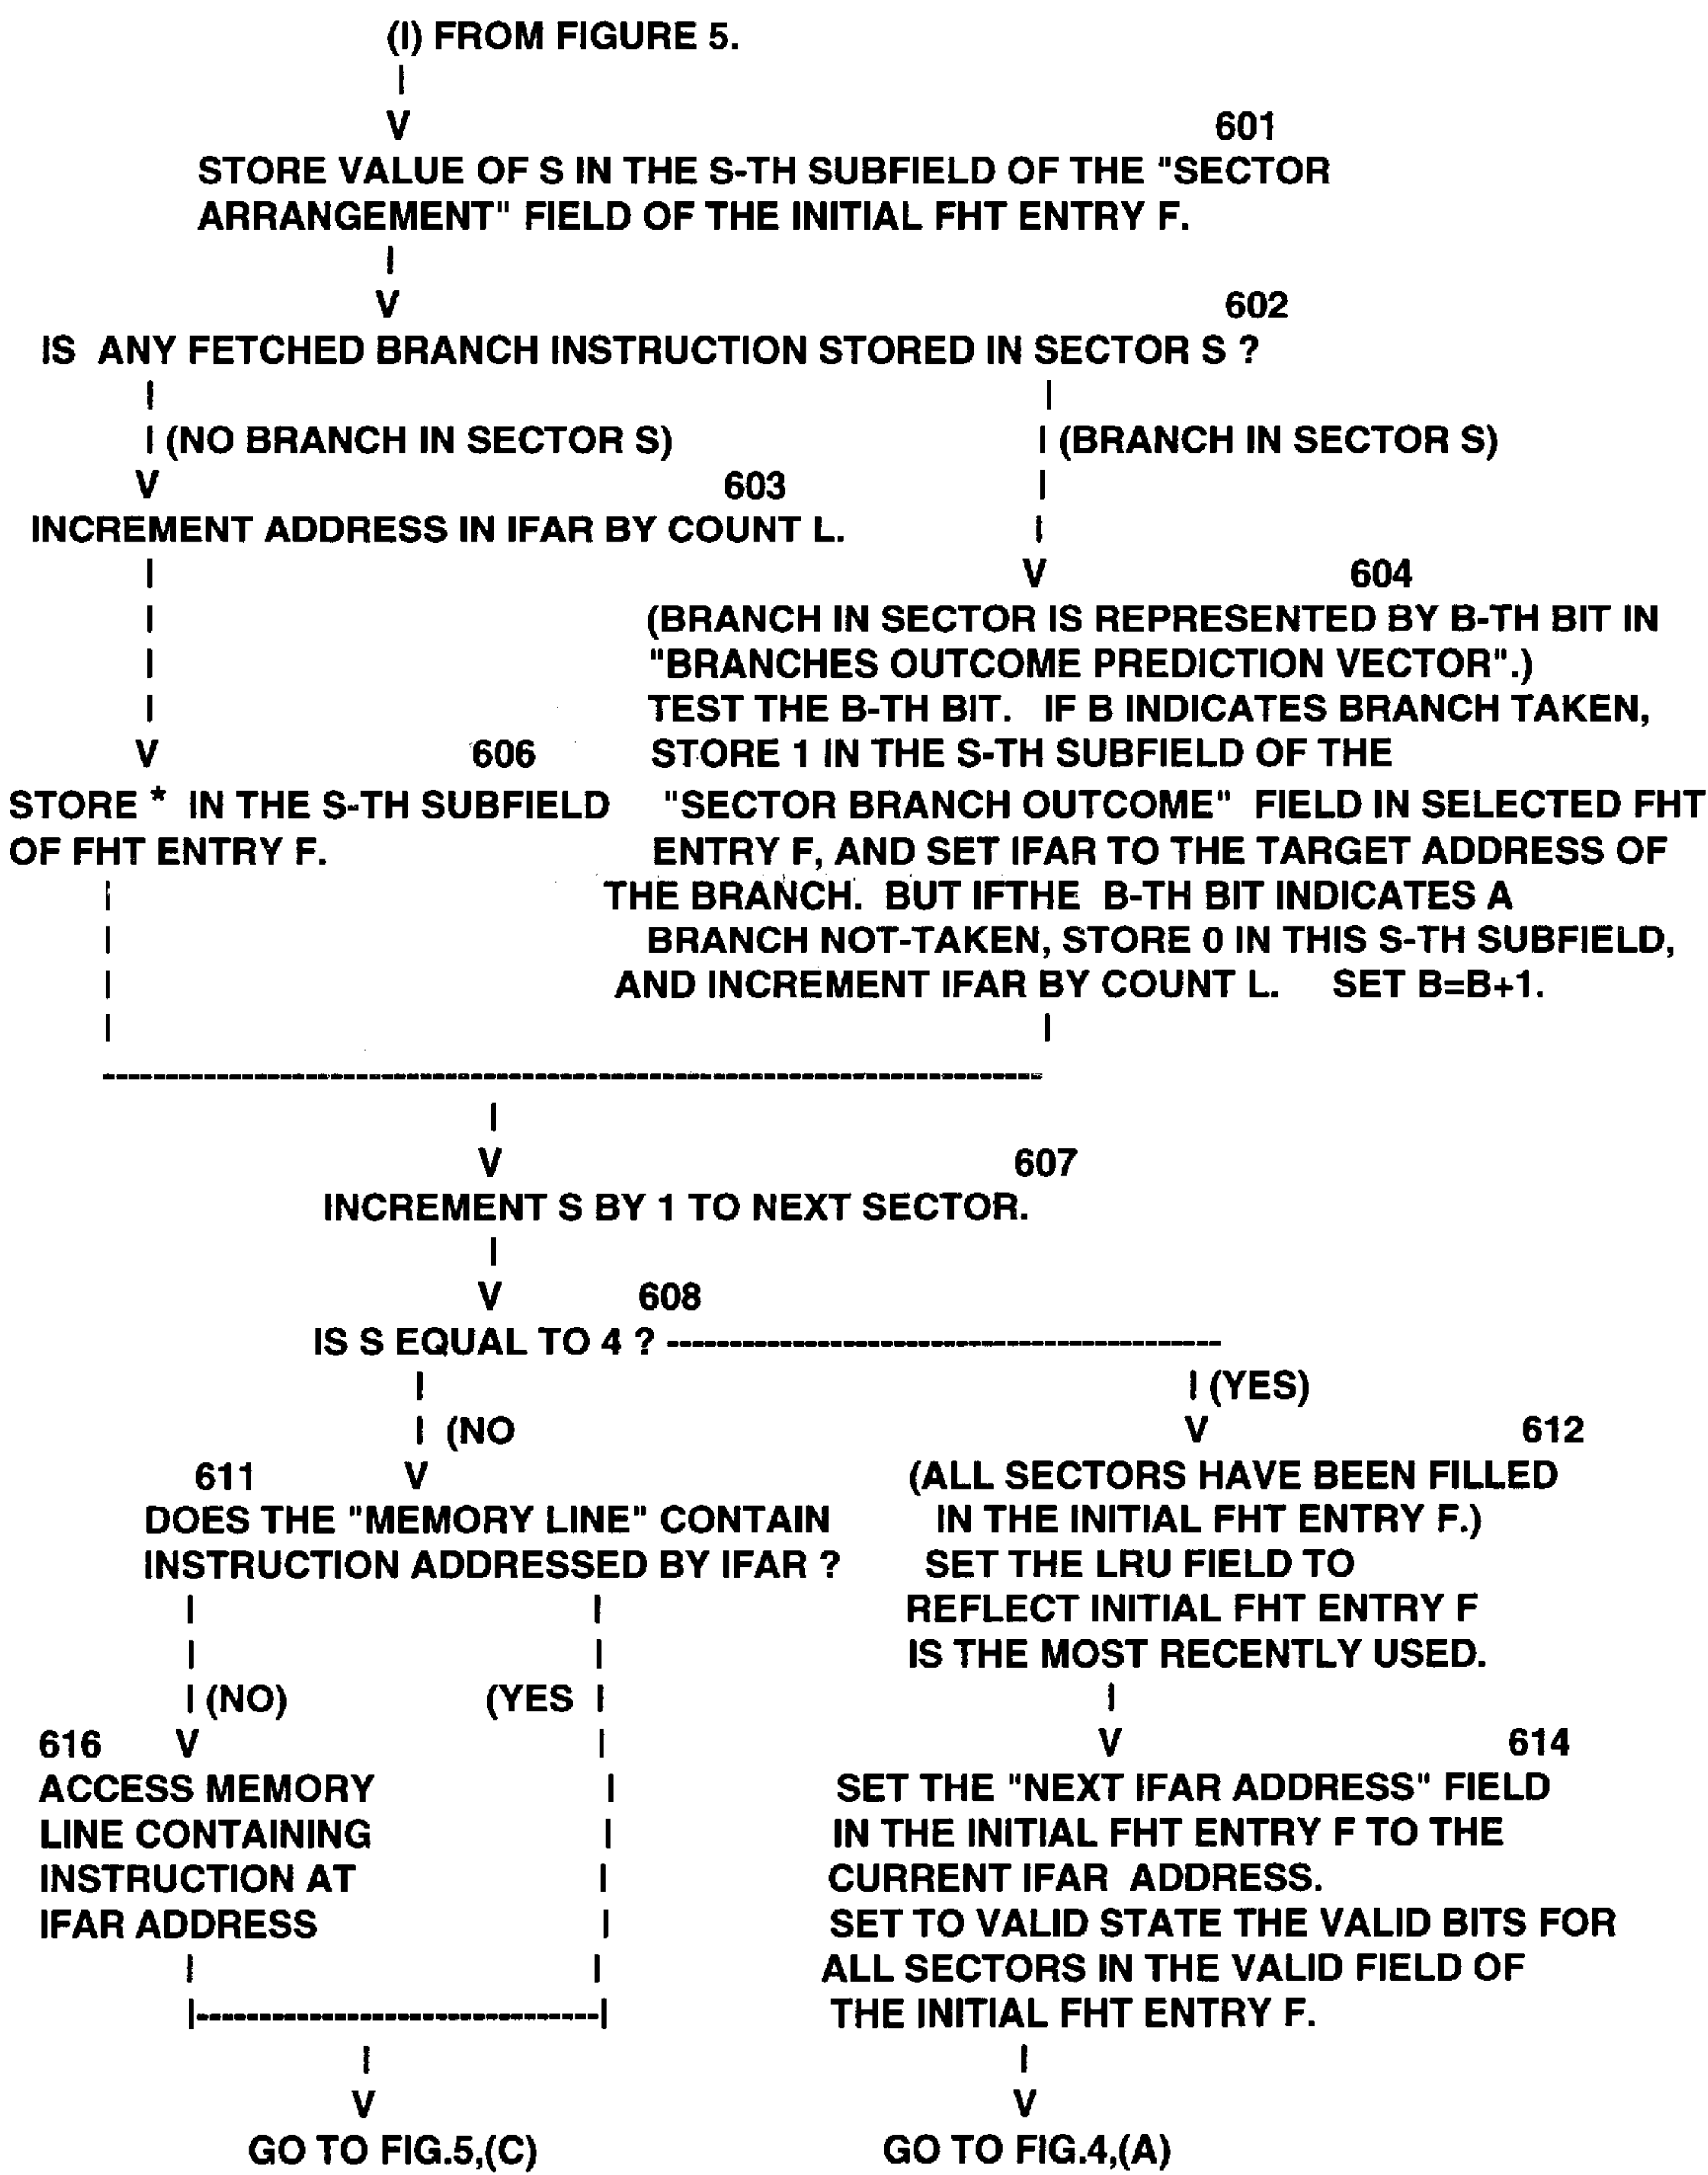 (I) FROM FIGURE 5.
601
STORE VALUE OF S IN THE S-TH SUBFIELD OF THE "SECTOR
ARRANGEMENT" FIELD OF THE INITIAL FHT ENTRY F.
602
IS ANY FETCHED BRANCH INSTRUCTION STORED IN SECTOR S ?
(NO BRANCH IN SECTOR S)
603
INCREMENT ADDRESS IN IFAR BY COUNT L.
606
STORE * IN THE S-TH SUBFIELD
OF FHT ENTRY F.
(BRANCH IN SECTOR S)
604
(BRANCH IN SECTOR IS REPRESENTED BY B-TH BIT IN
"BRANCHES OUTCOME PREDICTION VECTOR".)
TEST THE B-TH BIT. IF B INDICATES BRANCH TAKEN,
STORE 1 IN THE S-TH SUBFIELD OF THE
"SECTOR BRANCH OUTCOME" FIELD IN SELECTED FHT
ENTRY F, AND SET IFAR TO THE TARGET ADDRESS OF
THE BRANCH. BUT IFTHE B-TH BIT INDICATES A
BRANCH NOT-TAKEN, STORE 0 IN THIS S-TH SUBFIELD,
AND INCREMENT IFAR BY COUNT L. SET B=B+1.
607
INCREMENT S BY 1 TO NEXT SECTOR.
608
IS S EQUAL TO 4 ?
(NO
611
DOES THE "MEMORY LINE" CONTAIN
INSTRUCTION ADDRESSED BY IFAR ?
(NO)
(YES
616
ACCESS MEMORY
LINE CONTAINING
INSTRUCTION AT
IFAR ADDRESS
GO TO FIG.5,(C)
(YES)
612
(ALL SECTORS HAVE BEEN FILLED
IN THE INITIAL FHT ENTRY F.)
SET THE LRU FIELD TO
REFLECT INITIAL FHT ENTRY F
IS THE MOST RECENTLY USED.
614
SET THE "NEXT IFAR ADDRESS" FIELD
IN THE INITIAL FHT ENTRY F TO THE
CURRENT IFAR ADDRESS.
SET TO VALID STATE THE VALID BITS FOR
ALL SECTORS IN THE VALID FIELD OF
THE INITIAL FHT ENTRY F.
GO TO FIG.4,(A)